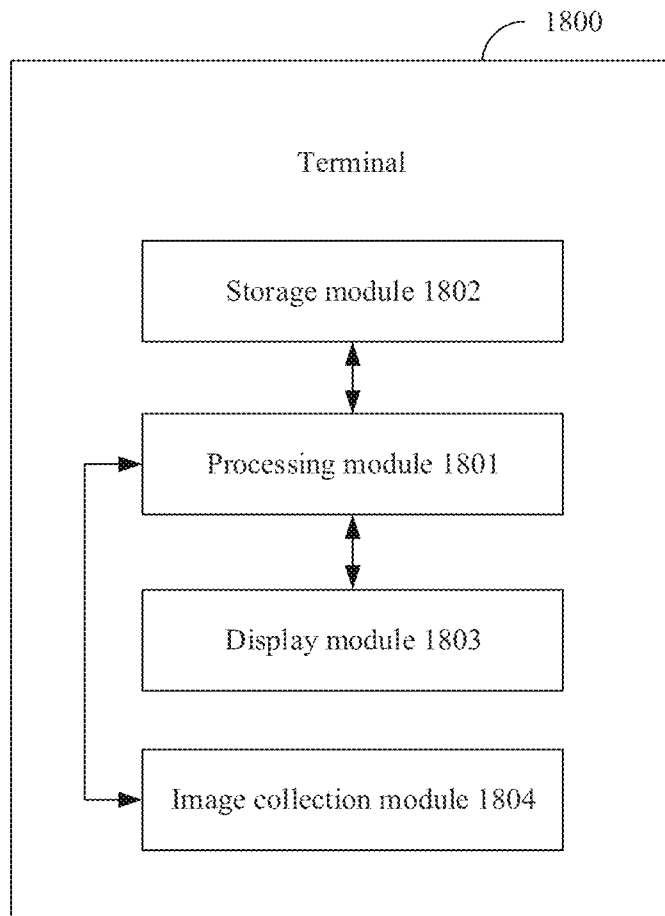 1800
Terminal
Storage module 1802
Processing module 1801
Display module 1803
Image collection module 1804